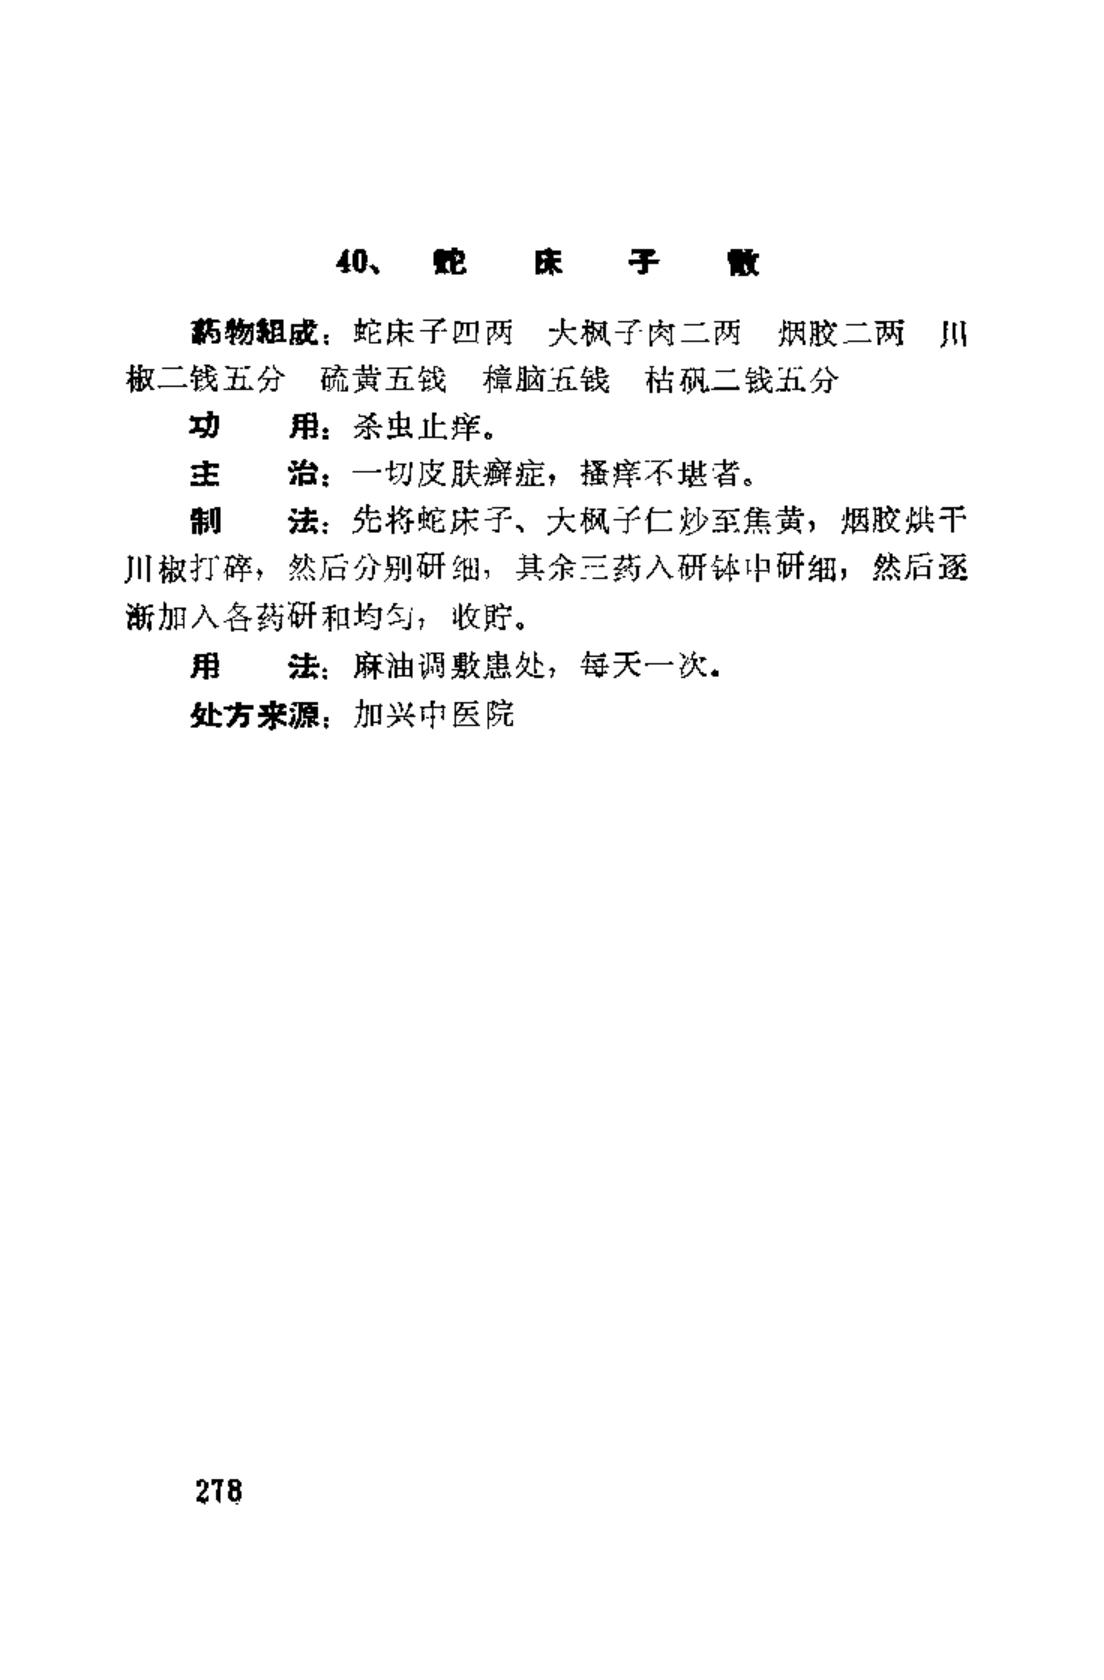 40、 蛇 床 子 散
药物组成：蛇床子四两 大枫子肉二两 烟胶二两 川
椒二钱五分 硫黄五钱 樟脑五钱 枯矾二钱五分
功 用：杀虫止痒。
主 治：一切皮肤癣症，搔痒不堪者。
制 法：先将蛇床子、大枫子仁炒至焦黄，烟胶烘干
川椒打碎，然后分别研细，其余三药入研钵中研细，然后逐
渐加入各药研和均匀，收贮。
用 法：麻油调敷患处，每天一次.
处方来源：加兴中医院
278